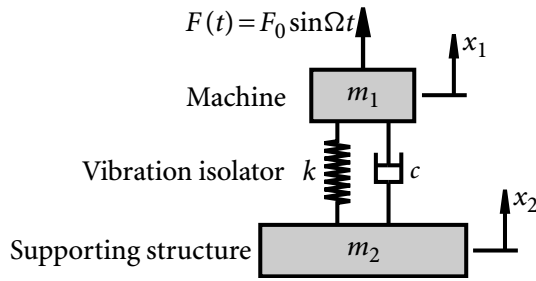 F(t) = F₀ sinΩt
x₁
Machine m₁
Vibration isolator k c
x₂
Supporting structure m₂